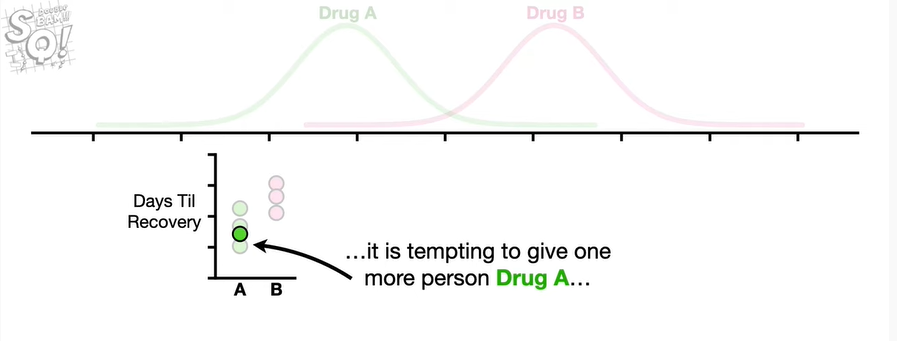 Drug A
Drug B
Days Til
Recovery
…it is tempting to give one
more person Drug A…
A
B